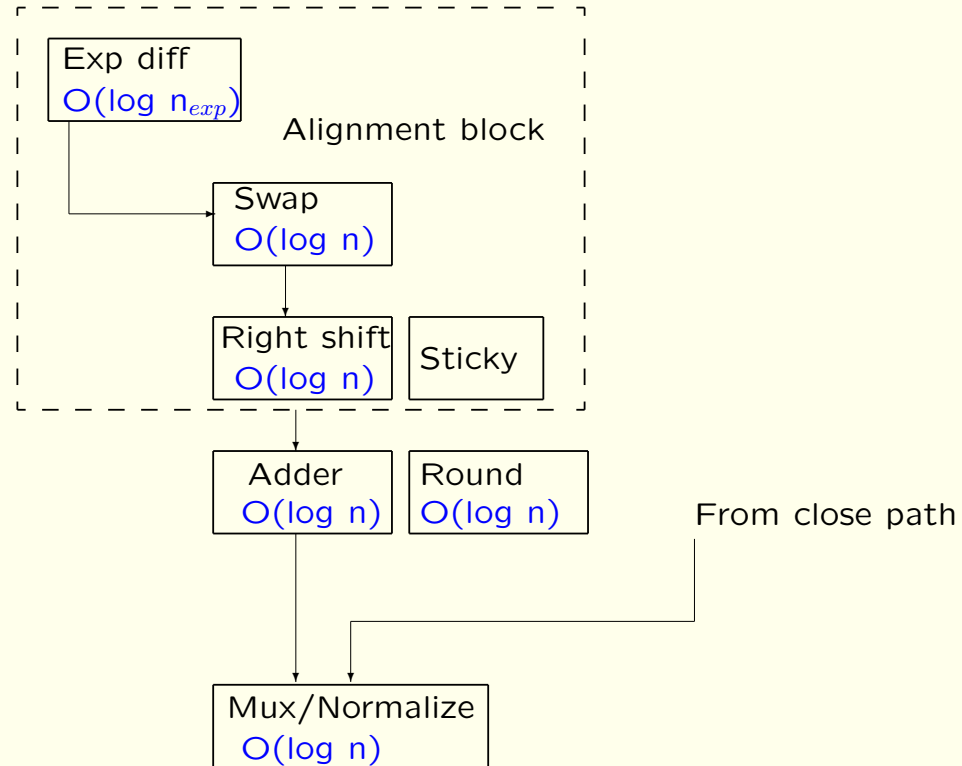 Exp diff
O(log n_exp)
Alignment block
Swap
O(log n)
Right shift
O(log n)
Sticky
Adder
O(log n)
Round
O(log n)
From close path
Mux/Normalize
O(log n)